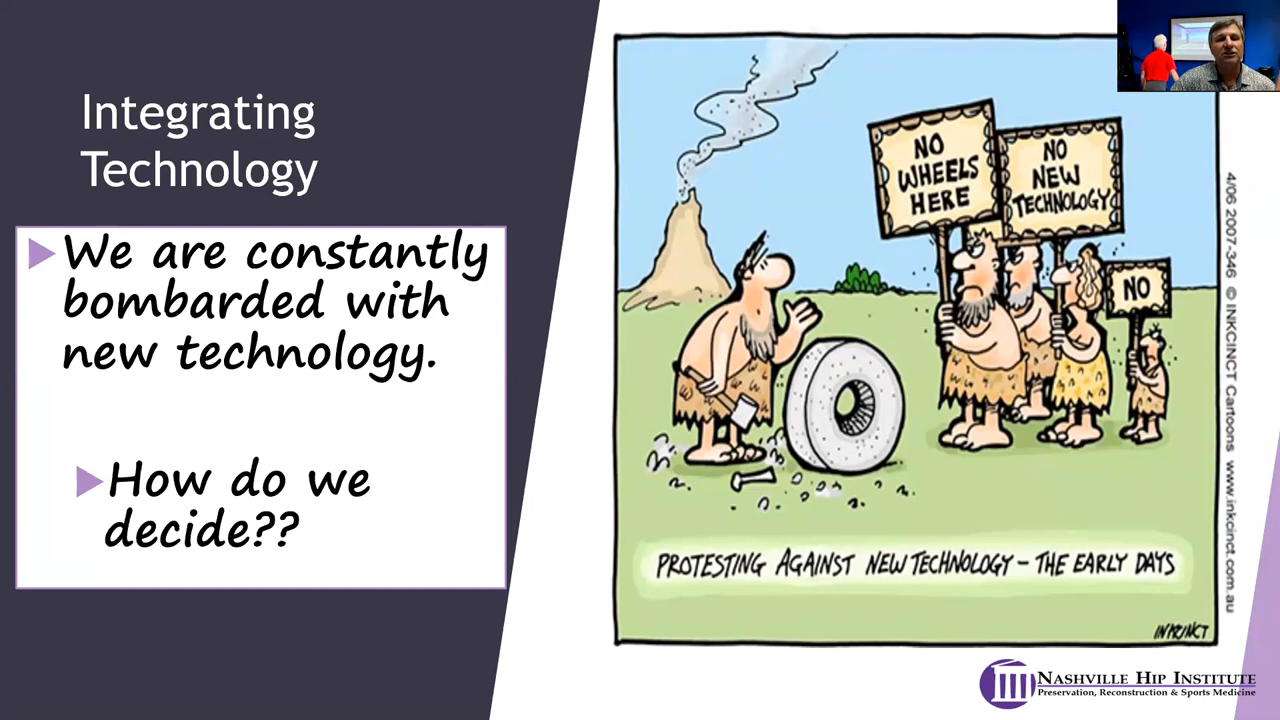 Integrating
Technology
We are constantly
bombarded with
new technology.
How do we
decide??
NO
WHEELS
HERE
NO
NEW
TECHNOLOGY
NO
PROTESTING AGAINST NEW TECHNOLOGY – THE EARLY DAYS
INKCINCT
4/06 2007-346 © INKCINCT Cartoons www.inkcinct.com.au
NASHVILLE HIP INSTITUTE
Preservation, Reconstruction & Sports Medicine